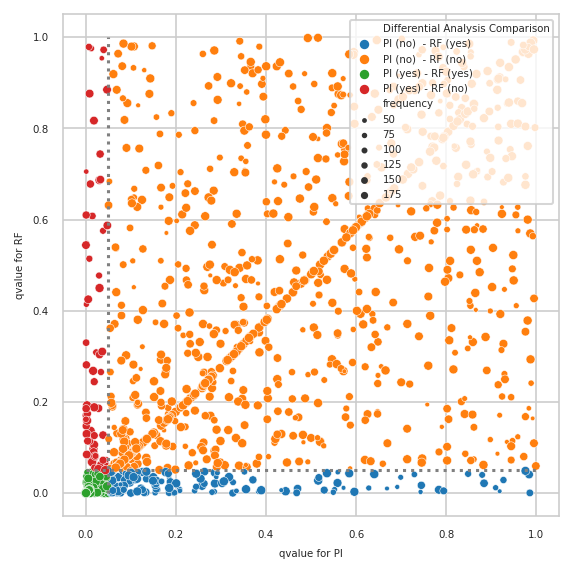 Differential Analysis Comparison
PI (no)  - RF (yes)
PI (no)  - RF (no)
PI (yes) - RF (yes)
PI (yes) - RF (no)
frequency
50
75
100
125
150
175
1.0
0.8
0.6
0.4
0.2
0.0
qvalue for RF
0.0 0.2 0.4 0.6 0.8 1.0
qvalue for PI